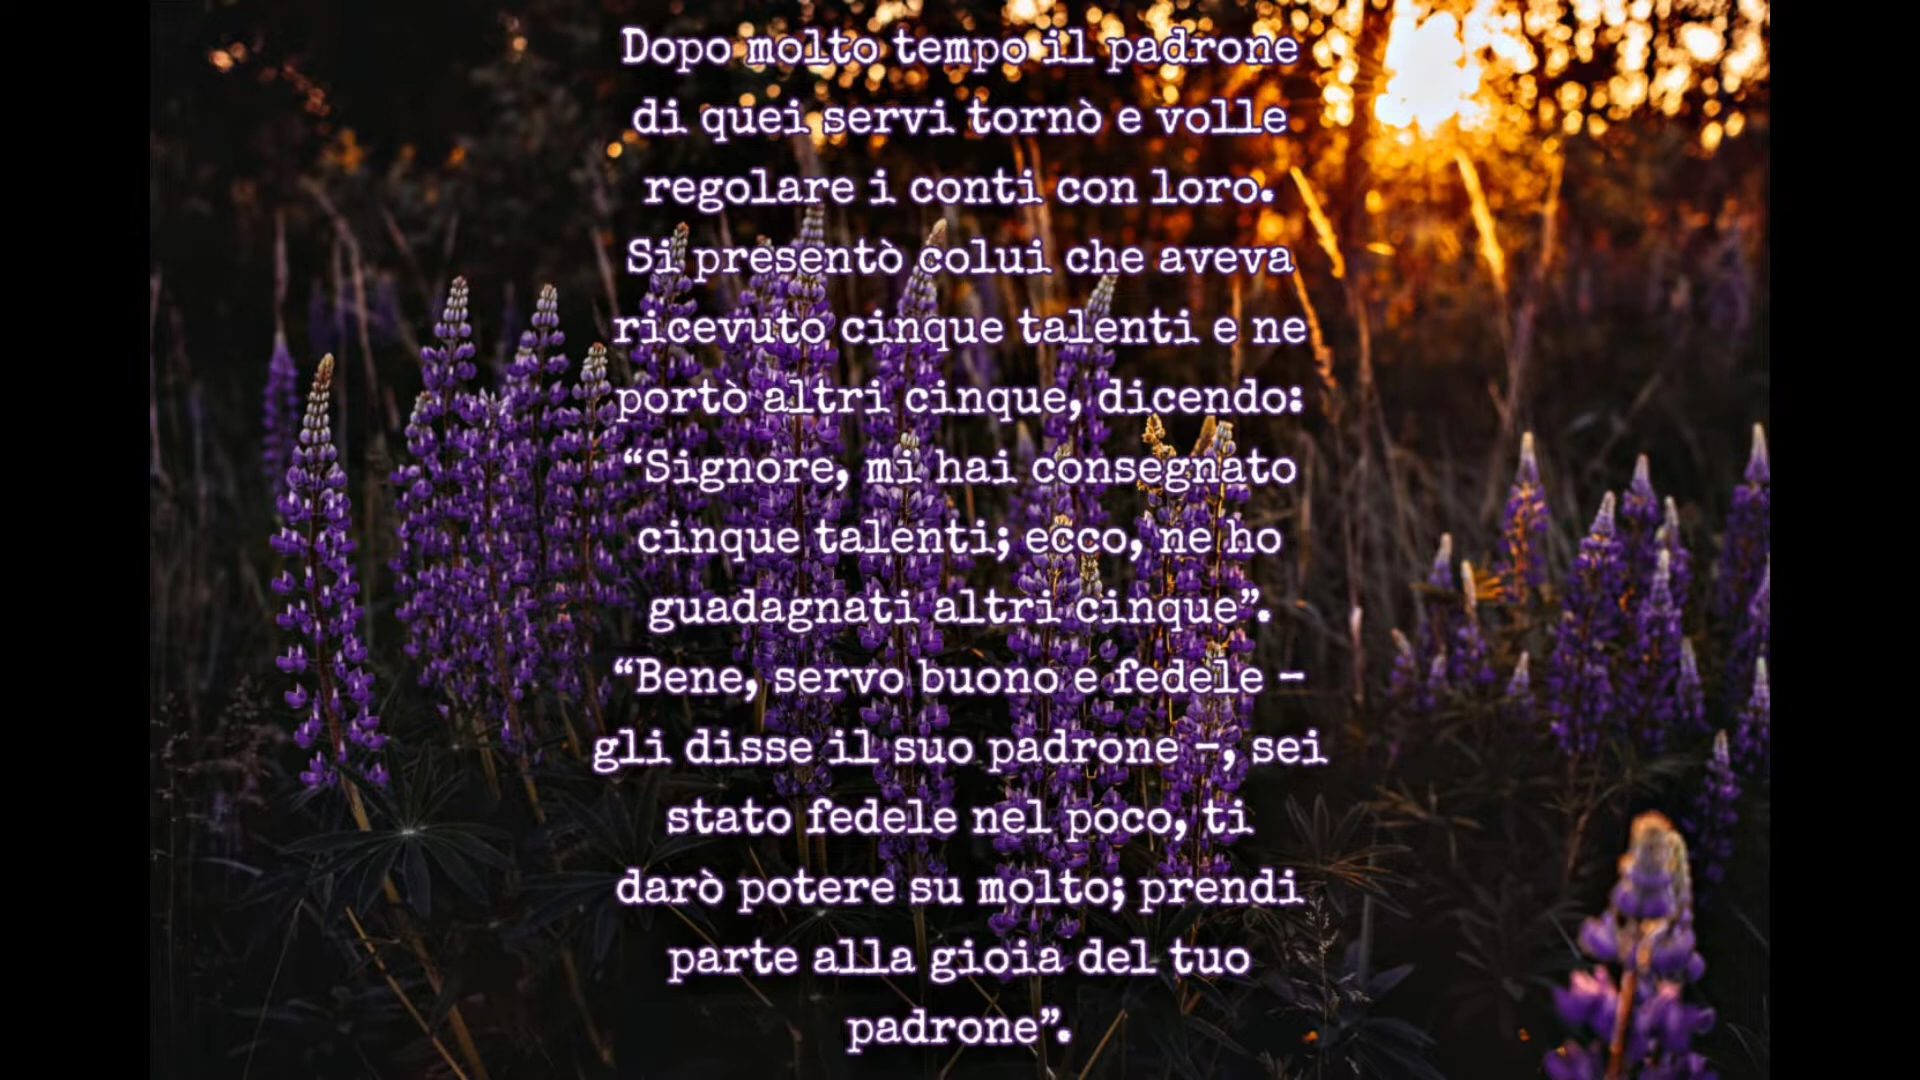 Dopo molto tempo il padrone
di quei servi tornò e volle
regolare i conti con loro.
Si presentò colui che aveva
ricevuto cinque talenti e ne
portò altri cinque, dicendo:
“Signore, mi hai consegnato
cinque talenti; ecco, ne ho
guadagnati altri cinque”.
“Bene, servo buono e fedele –
gli disse il suo padrone –, sei
stato fedele nel poco, ti
darò potere su molto; prendi
parte alla gioia del tuo
padrone”.